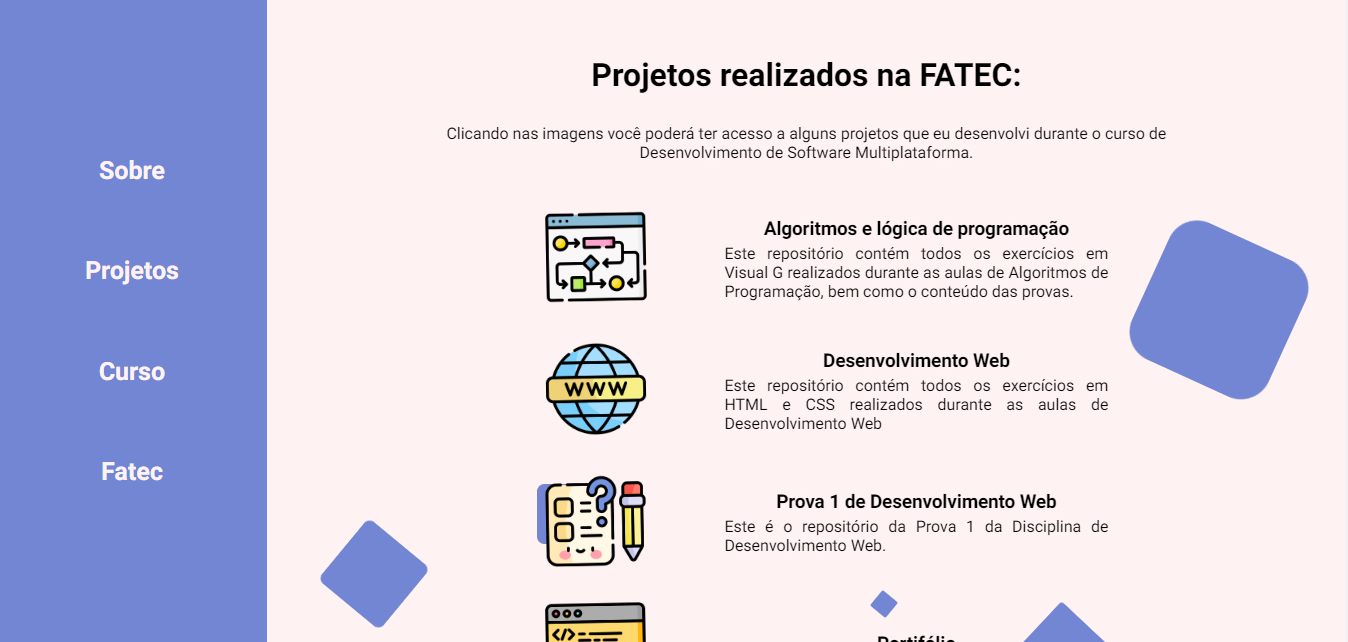 Sobre
Projetos
Curso
Fatec
Projetos realizados na FATEC:
Clicando nas imagens você poderá ter acesso a alguns projetos que eu desenvolvi durante o curso de
Desenvolvimento de Software Multiplataforma.
Algoritmos e lógica de programação
Este repositório contém todos os exercícios em
Visual G realizados durante as aulas de Algoritmos de
Programação, bem como o conteúdo das provas.
WWW
Desenvolvimento Web
Este repositório contém todos os exercícios em
HTML e CSS realizados durante as aulas de
Desenvolvimento Web
?
Prova 1 de Desenvolvimento Web
Este é o repositório da Prova 1 da Disciplina de
Desenvolvimento Web.
</>
Portifólio